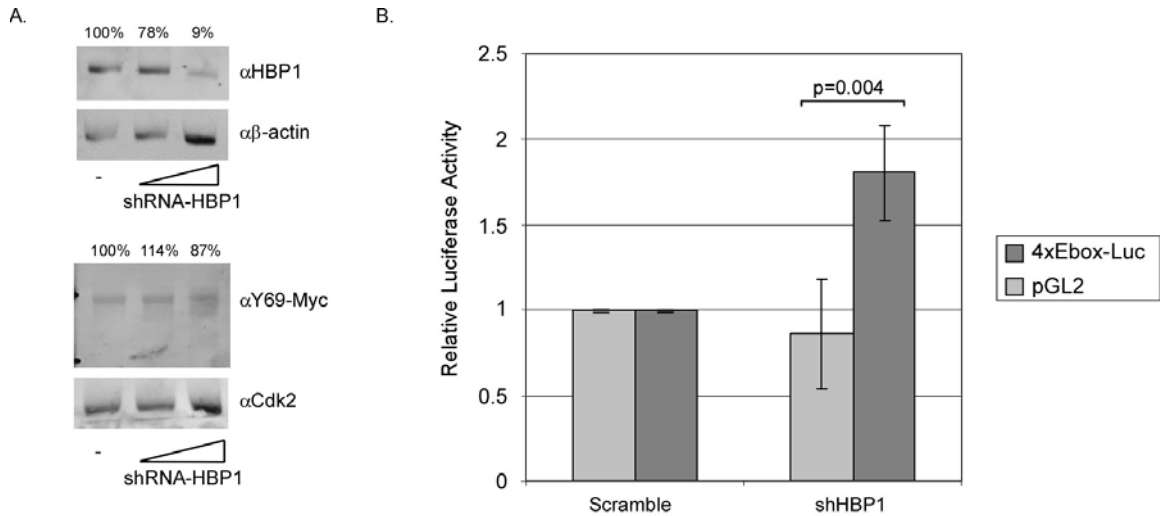 A.
100% 78% 9%
αHBP1
αβ-actin
-
shRNA-HBP1
100% 114% 87%
αY69-Myc
αCdk2
-
shRNA-HBP1
B.
Relative Luciferase Activity
2.5
2
1.5
1
0.5
0
p=0.004
Scramble
shHBP1
4xEbox-Luc
pGL2